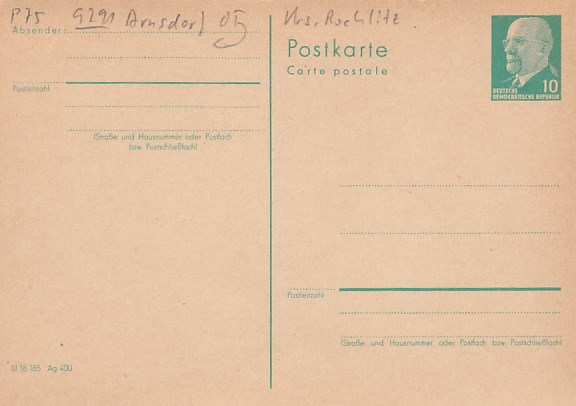 P75 9291 Arnsdorf OT Krs. Rochlitz
Absender:
Postkarte
Carte postale
DEUTSCHE
DEMOKRATISCHE REPUBLIK 10
Postleitzahl
(Straße und Hausnummer oder Postfach
bzw. Postschließfach)
Postleitzahl
(Straße und Hausnummer oder Postfach bzw. Postschließfach)
III 18 185 Ag 400